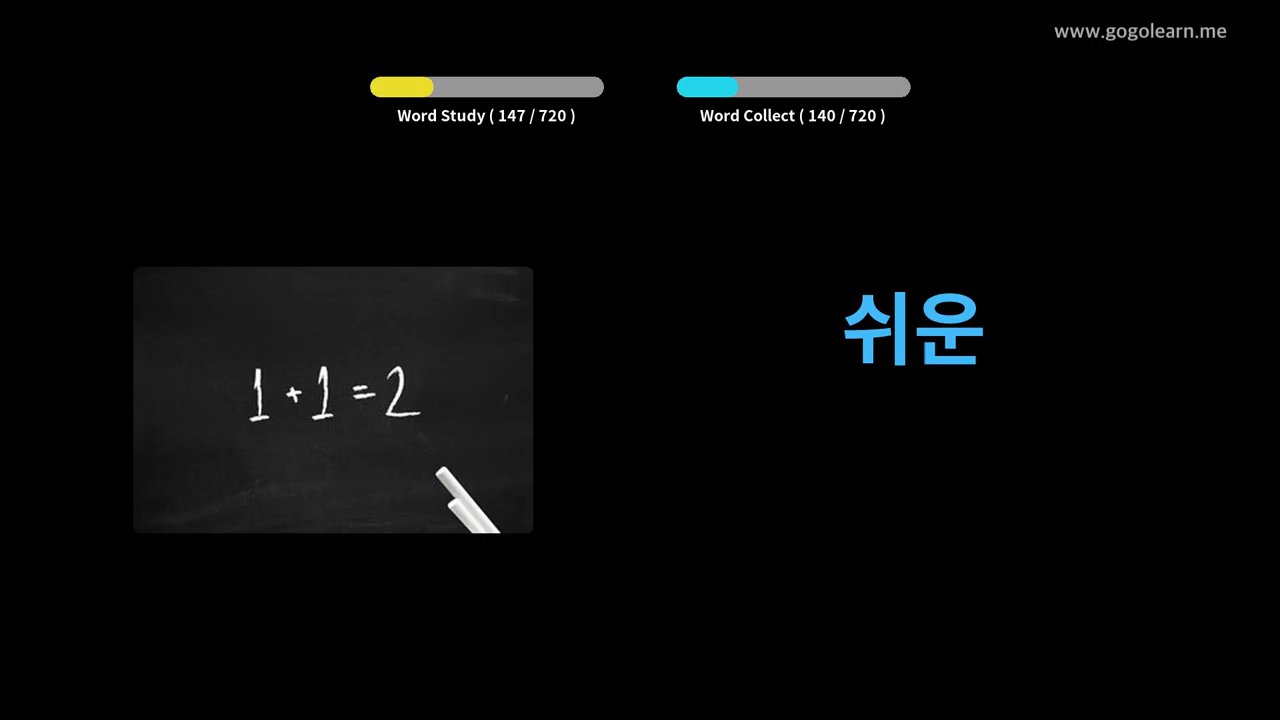 www.gogolearn.me
Word Study ( 147 / 720 )
Word Collect ( 140 / 720 )
1 + 1 = 2
쉬운